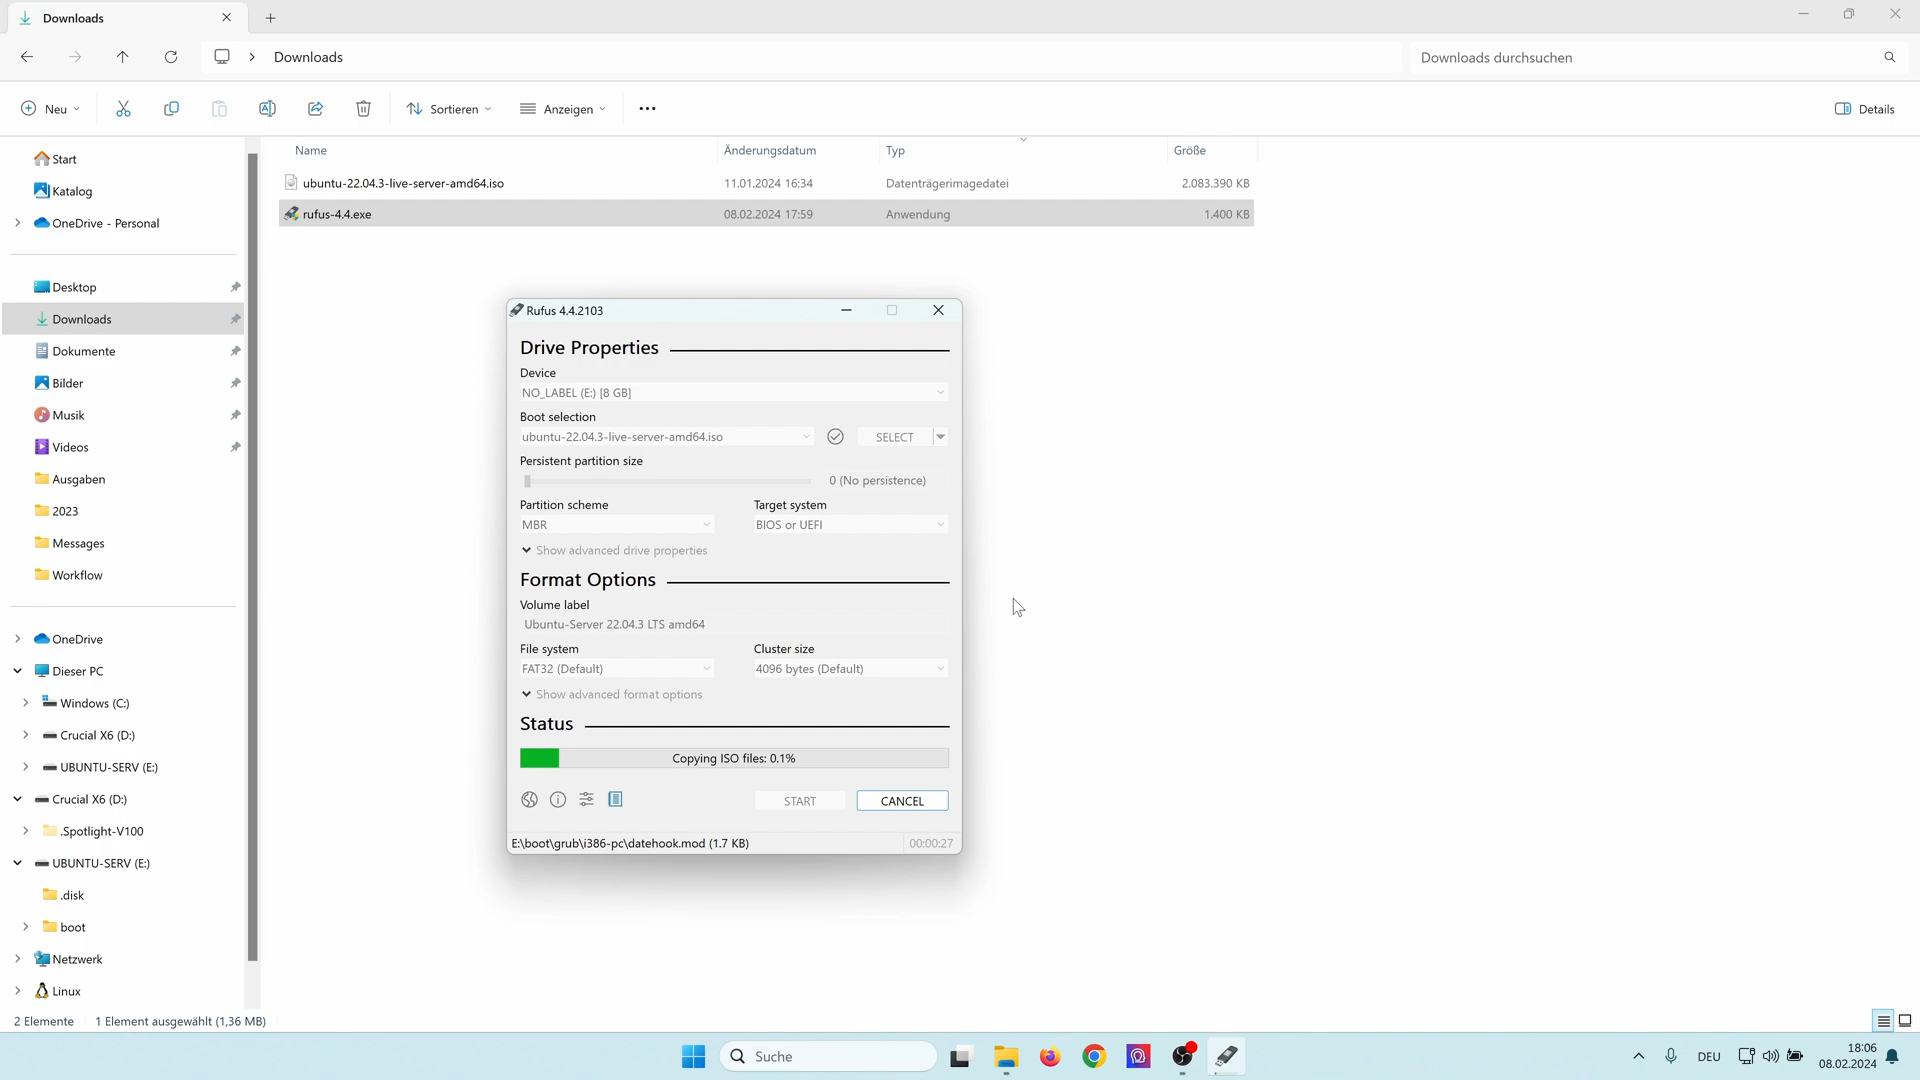 Downloads
Downloads
Downloads durchsuchen
Neu
Sortieren
Anzeigen
Details
Start
Katalog
OneDrive - Personal
Desktop
Downloads
Dokumente
Bilder
Musik
Videos
Ausgaben
2023
Messages
Workflow
OneDrive
Dieser PC
Windows (C:)
Crucial X6 (D:)
UBUNTU-SERV (E:)
Crucial X6 (D:)
.Spotlight-V100
UBUNTU-SERV (E:)
.disk
boot
Netzwerk
Linux
Name Änderungsdatum Typ Größe
ubuntu-22.04.3-live-server-amd64.iso 11.01.2024 16:34 Datenträgerimagedatei 2.083.390 KB
rufus-4.4.exe 08.02.2024 17:59 Anwendung 1.400 KB
Rufus 4.4.2103
Drive Properties
Device
NO_LABEL (E:) [8 GB]
Boot selection
ubuntu-22.04.3-live-server-amd64.iso SELECT
Persistent partition size
0 (No persistence)
Partition scheme Target system
MBR BIOS or UEFI
Show advanced drive properties
Format Options
Volume label
Ubuntu-Server 22.04.3 LTS amd64
File system Cluster size
FAT32 (Default) 4096 bytes (Default)
Show advanced format options
Status
Copying ISO files: 0.1%
START CANCEL
E:\boot\grub\i386-pc\datehook.mod (1.7 KB) 00:00:27
2 Elemente 1 Element ausgewählt (1,36 MB)
Suche
DEU
18:06
08.02.2024